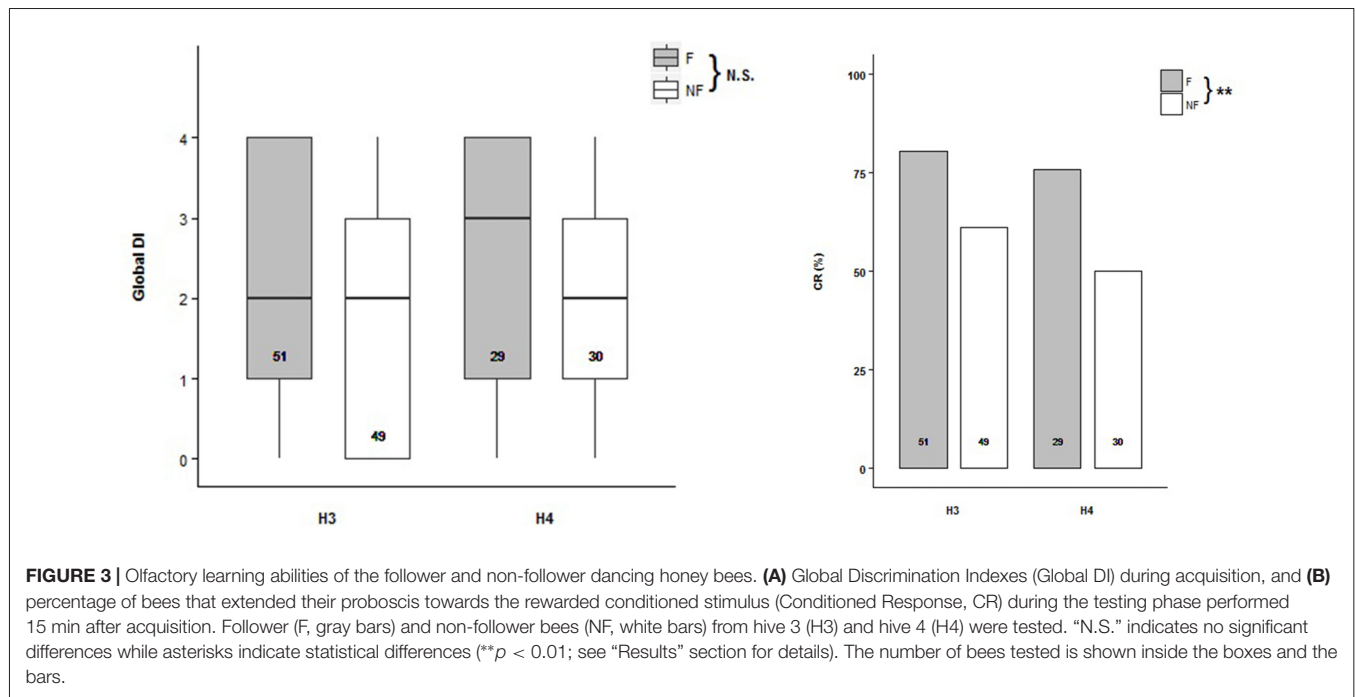 F
NF
} N.S.
Global DI
4
3
2
1
0
51
49
29
30
H3
H4
F
NF
} **
CR (%)
100
75
50
25
0
51
49
29
30
H3
H4
FIGURE 3 | Olfactory learning abilities of the follower and non-follower dancing honey bees. (A) Global Discrimination Indexes (Global DI) during acquisition, and (B)
percentage of bees that extended their proboscis towards the rewarded conditioned stimulus (Conditioned Response, CR) during the testing phase performed
15 min after acquisition. Follower (F, gray bars) and non-follower bees (NF, white bars) from hive 3 (H3) and hive 4 (H4) were tested. “N.S.” indicates no significant
differences while asterisks indicate statistical differences (**p < 0.01; see “Results” section for details). The number of bees tested is shown inside the boxes and the
bars.